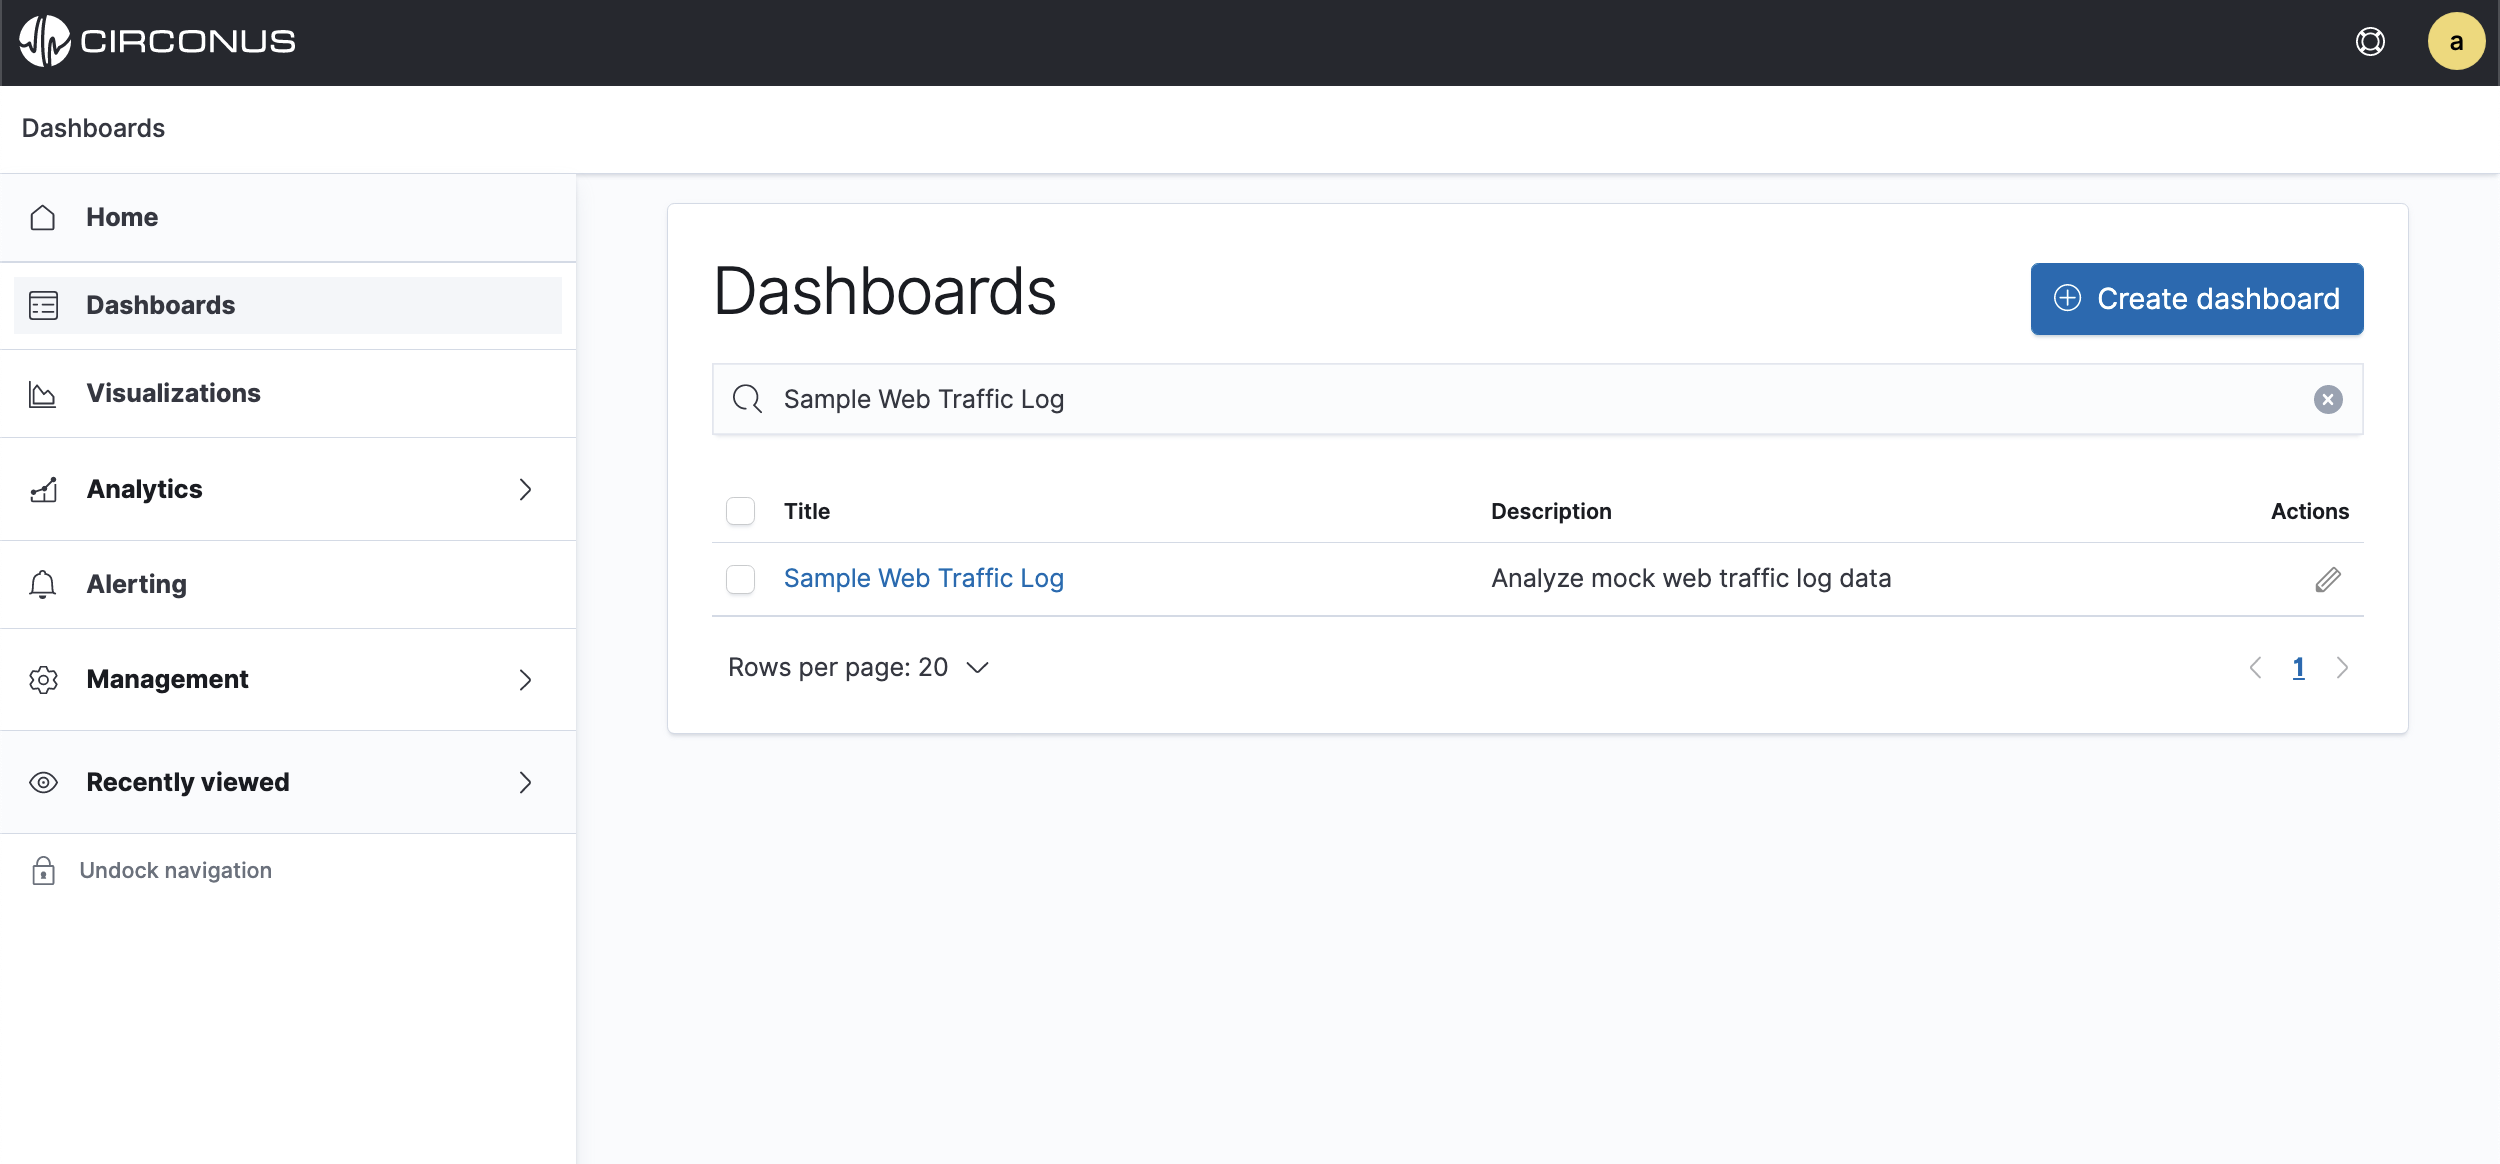 CIRCONUS
a
Dashboards
Home
Dashboards
Visualizations
Analytics
Alerting
Management
Recently viewed
Undock navigation
Dashboards
Create dashboard
Sample Web Traffic Log
Title Description Actions
Sample Web Traffic Log Analyze mock web traffic log data
Rows per page: 20
1